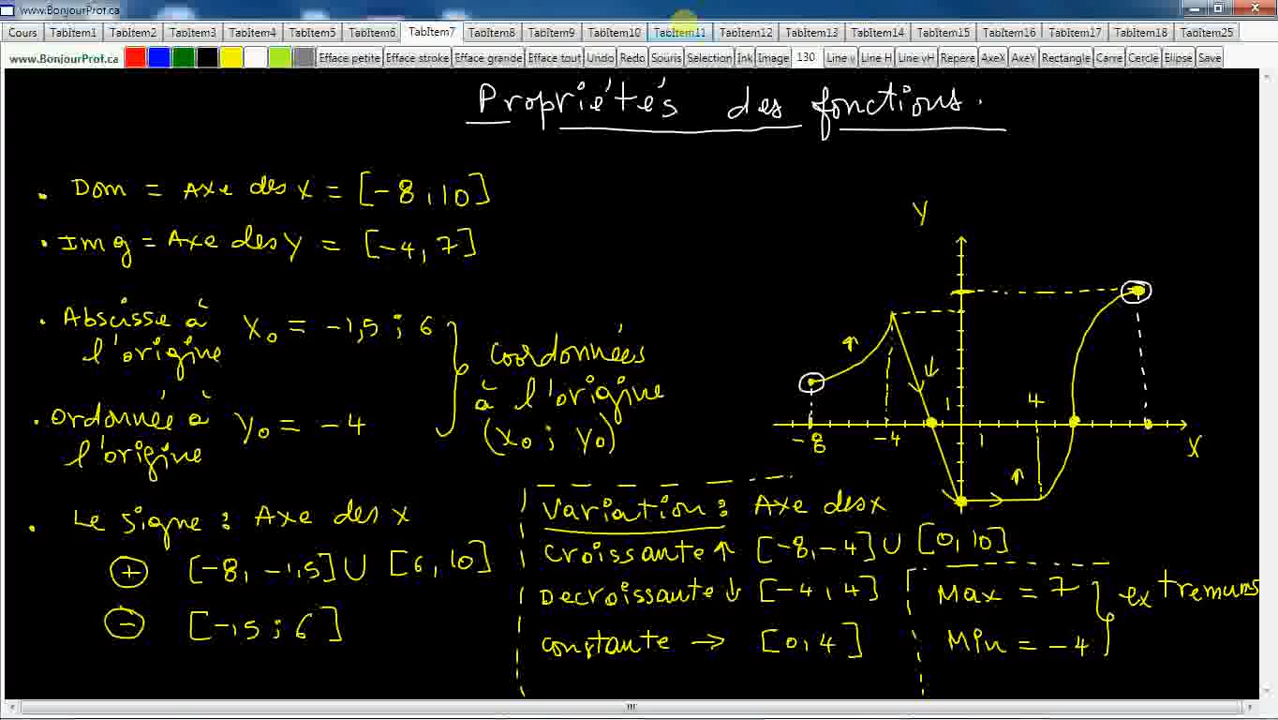 www.BonjourProf.ca
Cours TabItem1 TabItem2 TabItem3 TabItem4 TabItem5 TabItem6 TabItem7 TabItem8 TabItem9 TabItem10 TabItem11 TabItem12 TabItem13 TabItem14 TabItem15 TabItem16 TabItem17 TabItem18 TabItem25
www.BonjourProf.ca Efface petite Efface stroke Efface grande Efface tout Undo Redo Souris Selection Ink Image 130 Line v Line H Line vH Repere AxeX AxeY Rectangle Carre Cercle Elipse Save
Propriétés des fonctions.
• Dom = Axe des x = [-8, 10]
• Img = Axe des y = [-4, 7]
• Abscisse à l'origine x₀ = -1,5 ; 6
• Ordonnée à l'origine y₀ = -4
coordonnées
à l'origine
(x₀ ; y₀)
• Le signe : Axe des x
+ [-8, -1,5] U [6, 10]
- [-1,5 ; 6]
Y
1
4
-8 -4 1
X
Variation : Axe des x
Croissante ↑ [-8, -4] U [0, 10]
Decroissante ↓ [-4, 4]
constante → [0, 4]
Max = 7
Min = -4
extremums